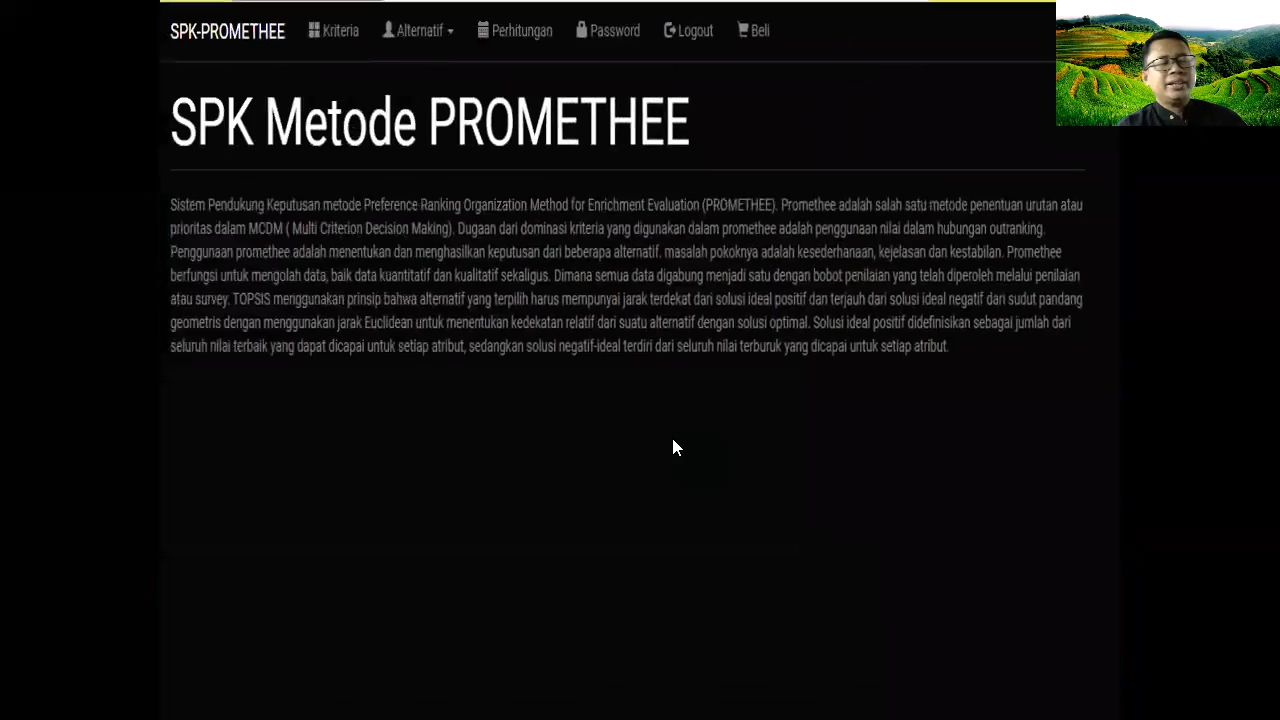 SPK-PROMETHEE Kriteria Alternatif Perhitungan Password Logout Beli
SPK Metode PROMETHEE
Sistem Pendukung Keputusan metode Preference Ranking Organization Method for Enrichment Evaluation (PROMETHEE). Promethee adalah salah satu metode penentuan urutan atau
prioritas dalam MCDM ( Multi Criterion Decision Making). Dugaan dari dominasi kriteria yang digunakan dalam promethee adalah penggunaan nilai dalam hubungan outranking.
Penggunaan promethee adalah menentukan dan menghasilkan keputusan dari beberapa alternatif. masalah pokoknya adalah kesederhanaan, kejelasan dan kestabilan. Promethee
berfungsi untuk mengolah data, baik data kuantitatif dan kualitatif sekaligus. Dimana semua data digabung menjadi satu dengan bobot penilaian yang telah diperoleh melalui penilaian
atau survey. TOPSIS menggunakan prinsip bahwa alternatif yang terpilih harus mempunyai jarak terdekat dari solusi ideal positif dan terjauh dari solusi ideal negatif dari sudut pandang
geometris dengan menggunakan jarak Euclidean untuk menentukan kedekatan relatif dari suatu alternatif dengan solusi optimal. Solusi ideal positif didefinisikan sebagai jumlah dari
seluruh nilai terbaik yang dapat dicapai untuk setiap atribut, sedangkan solusi negatif-ideal terdiri dari seluruh nilai terburuk yang dicapai untuk setiap atribut.